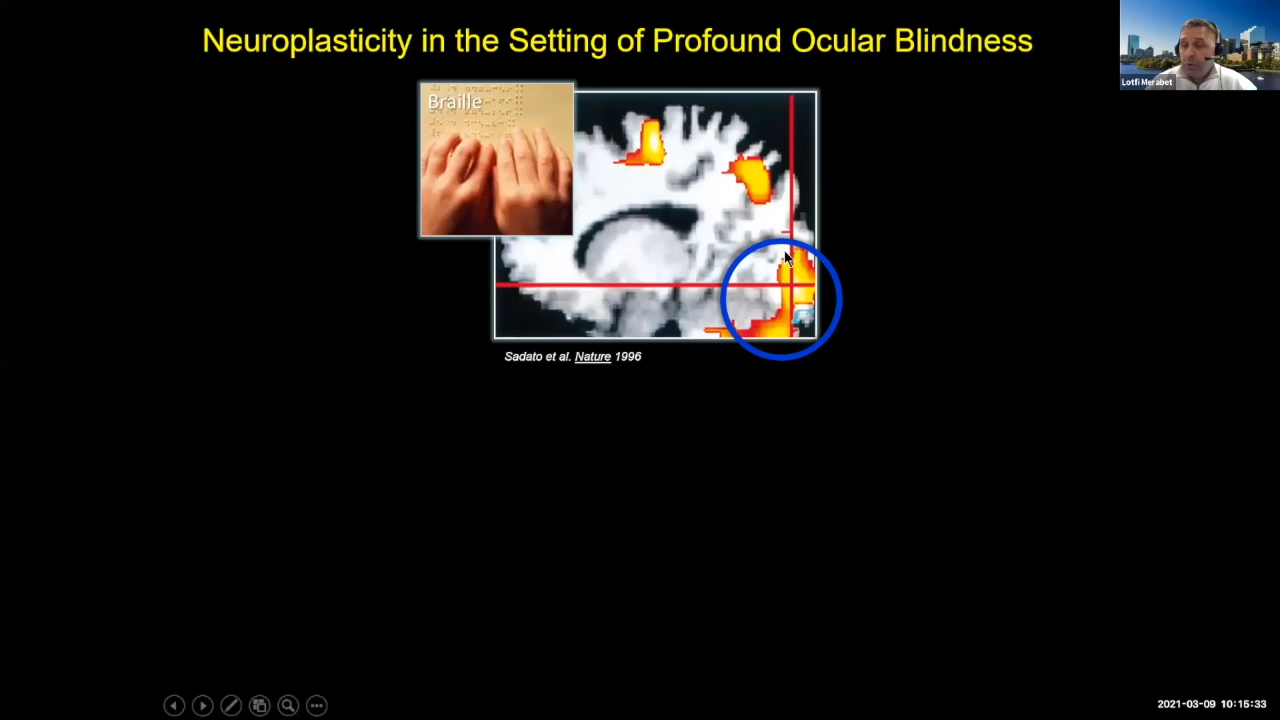 Neuroplasticity in the Setting of Profound Ocular Blindness
Lotfi Merabet
Braille
Sadato et al. Nature 1996
2021-03-09 10:15:33